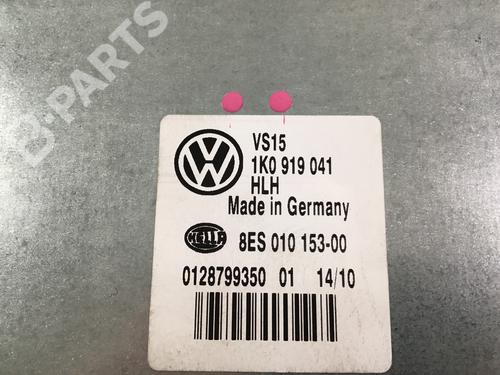 B-PARTS
VS15
1K0 919 041
HLH
Made in Germany
HELLA
8ES 010 153-00
0128799350 01 14/10